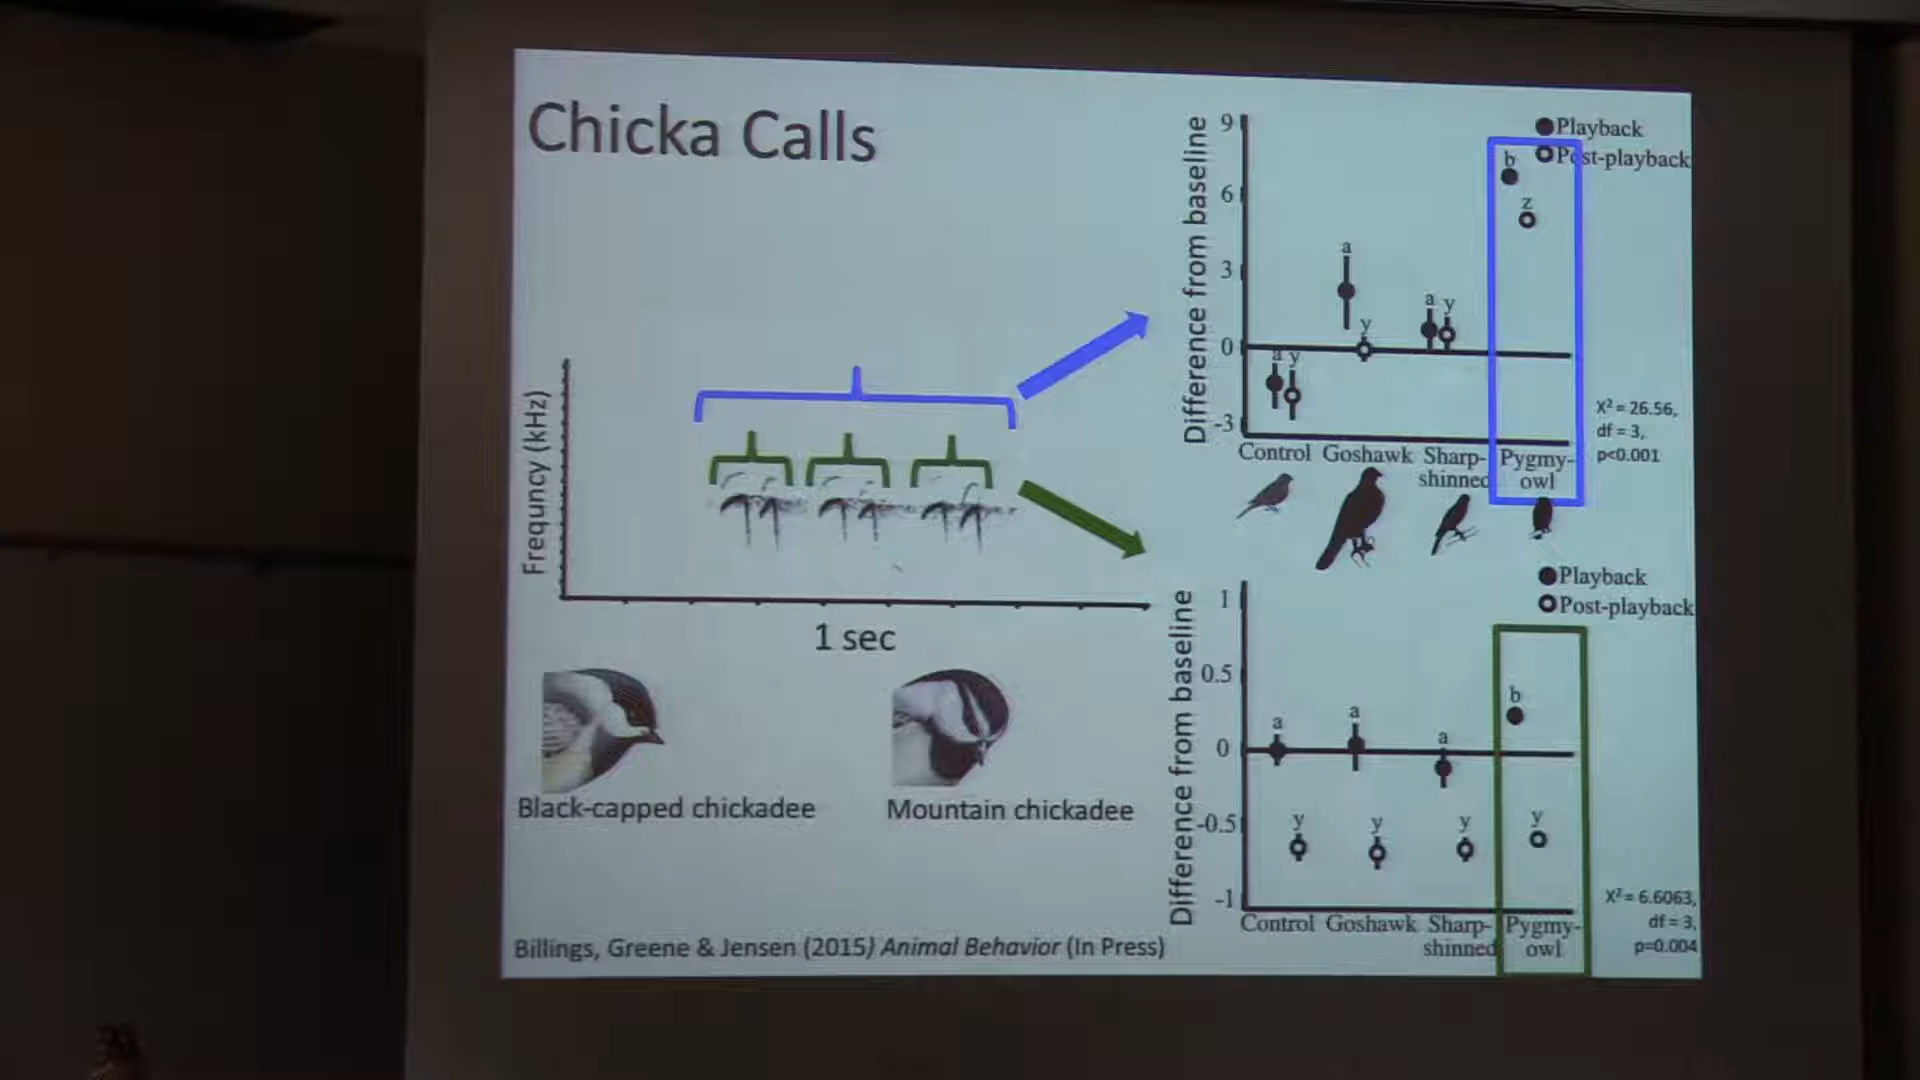 Chicka Calls
Frequncy (kHz)
1 sec
Black-capped chickadee
Mountain chickadee
Billings, Greene & Jensen (2015) Animal Behavior (In Press)
Difference from baseline
9
6
3
0
-3
Playback
Post-playback
a y
a
y
a y
b
z
Control Goshawk Sharp-shinned Pygmy-owl
X² = 26.56,
df = 3,
p<0.001
Difference from baseline
1
0.5
0
-0.5
-1
Playback
Post-playback
a
a
a
b
y
y
y
y
Control Goshawk Sharp-shinned Pygmy-owl
X² = 6.6063,
df = 3,
p=0.004